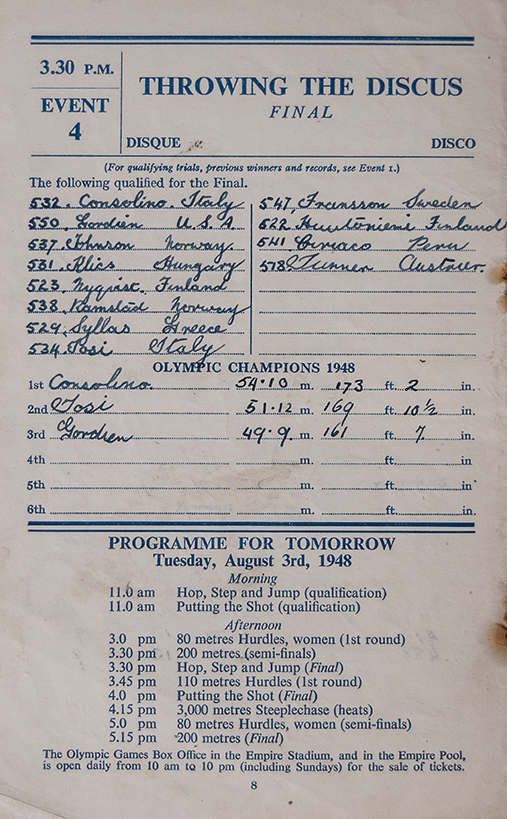 3.30 P.M.
EVENT
4
THROWING THE DISCUS
FINAL
DISQUE DISCO
(For qualifying trials, previous winners and records, see Event 1.)
The following qualified for the Final.
532. Consolino. Italy
550. Gordien U.S.A.
537. Johnson Norway.
531. Klics Hungary
523. Nyqvist. Finland
538. Ramstad Norway
529. Syllas Greece
534. Tosi Italy
547. Fransson Sweden
522. Finland
541. Ciriaco Peru
578
OLYMPIC CHAMPIONS 1948
1st Consolino. 54·10 m. 173 ft. 2 in.
2nd Tosi 51·12 m. 169 ft. 10½ in.
3rd Gordien 49·9. m. 161 ft. 7. in.
4th m. ft. in
5th m. ft. in
6th m. ft. in.
PROGRAMME FOR TOMORROW
Tuesday, August 3rd, 1948
Morning
11.0 am Hop, Step and Jump (qualification)
11.0 am Putting the Shot (qualification)
Afternoon
3.0 pm 80 metres Hurdles, women (1st round)
3.30 pm 200 metres (semi-finals)
3.30 pm Hop, Step and Jump (Final)
3.45 pm 110 metres Hurdles (1st round)
4.0 pm Putting the Shot (Final)
4.15 pm 3,000 metres Steeplechase (heats)
5.0 pm 80 metres Hurdles, women (semi-finals)
5.15 pm 200 metres (Final)
The Olympic Games Box Office in the Empire Stadium, and in the Empire Pool,
is open daily from 10 am to 10 pm (including Sundays) for the sale of tickets.
8